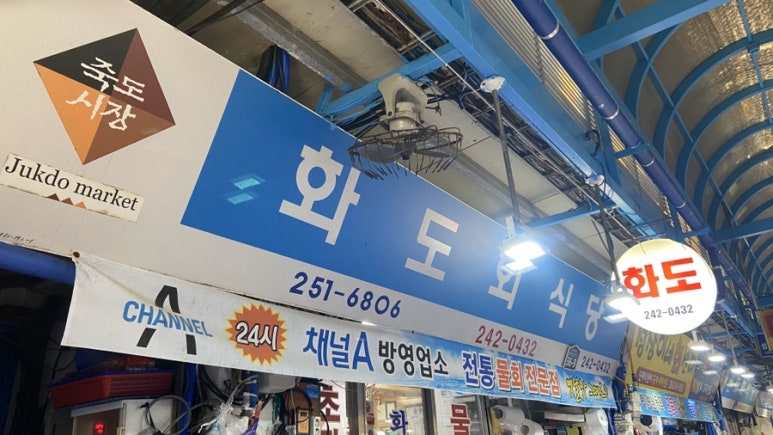 죽도
시장
Jukdo market
화도회식당
251-6806
242-0432
화도
242-0432
CHANNEL A
24시
채널A 방영업소
전통 물회 전문점
242-0432
화
물